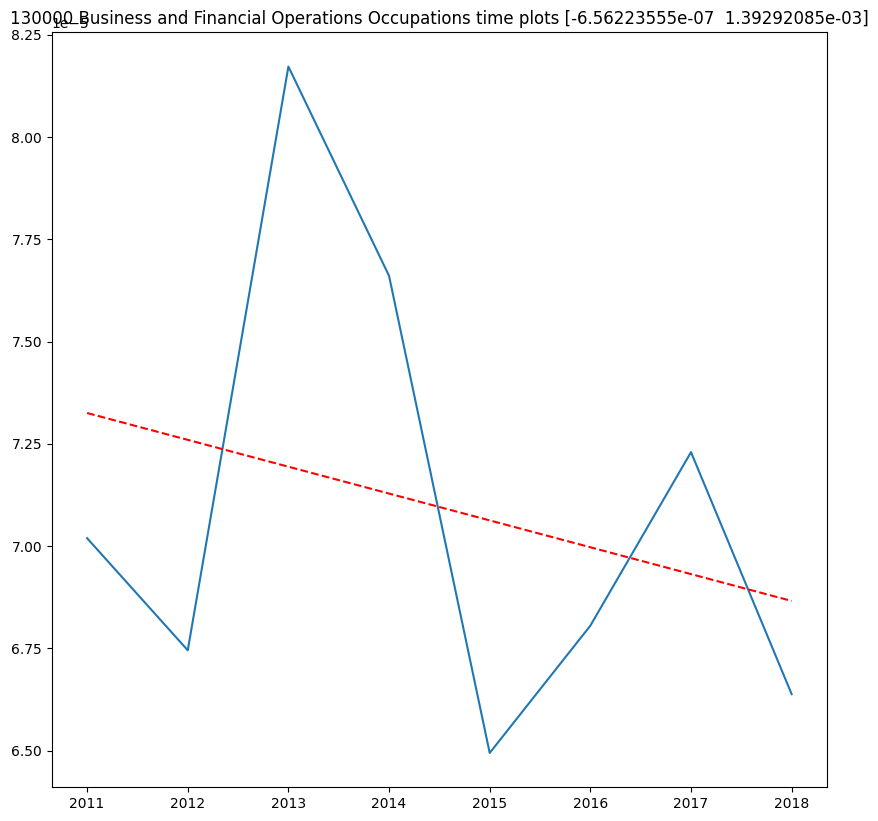 130000 Business and Financial Operations Occupations time plots [-6.56223555e-07  1.39292085e-03]
1e−5
8.25
8.00
7.75
7.50
7.25
7.00
6.75
6.50
2011 2012 2013 2014 2015 2016 2017 2018